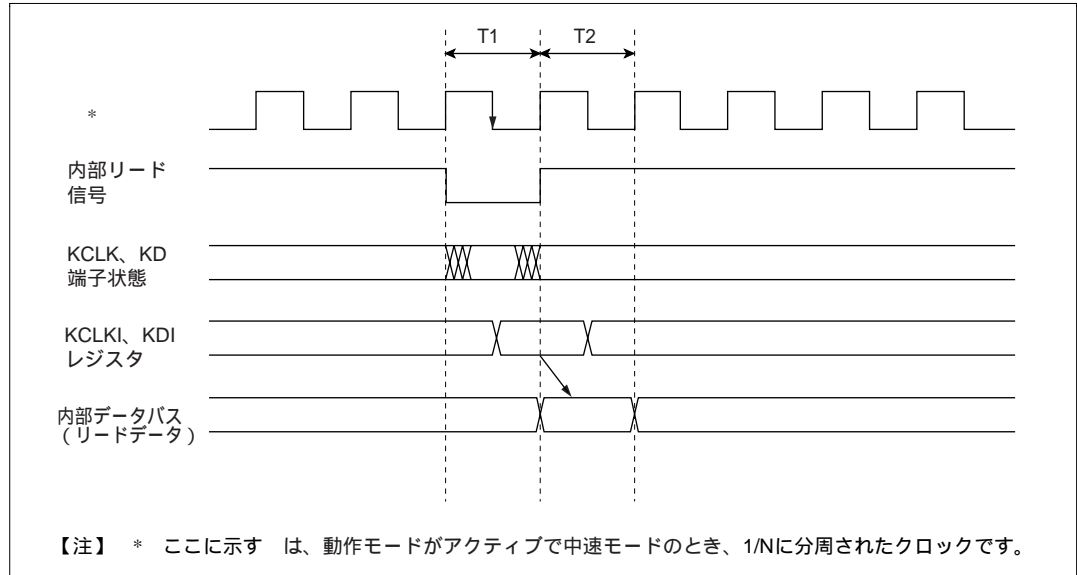 T1 T2
*
内部リード
信号
KCLK、KD
端子状態
KCLKI、KDI
レジスタ
内部データバス
（リードデータ）
【注】 * ここに示す は、動作モードがアクティブで中速モードのとき、1/Nに分周されたクロックです。